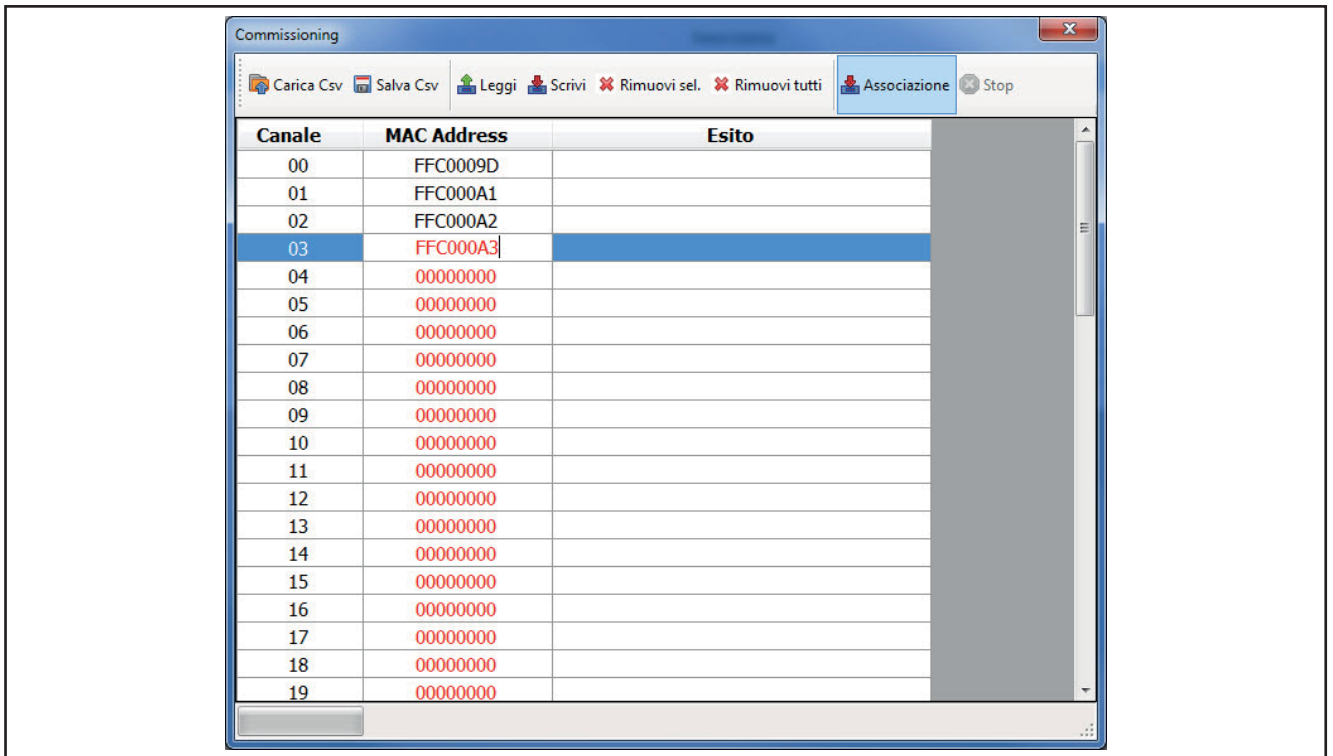 Commissioning
Carica Csv Salva Csv Leggi Scrivi Rimuovi sel. Rimuovi tutti Associazione Stop
Canale MAC Address Esito
00 FFC0009D
01 FFC000A1
02 FFC000A2
03 FFC000A3
04 00000000
05 00000000
06 00000000
07 00000000
08 00000000
09 00000000
10 00000000
11 00000000
12 00000000
13 00000000
14 00000000
15 00000000
16 00000000
17 00000000
18 00000000
19 00000000